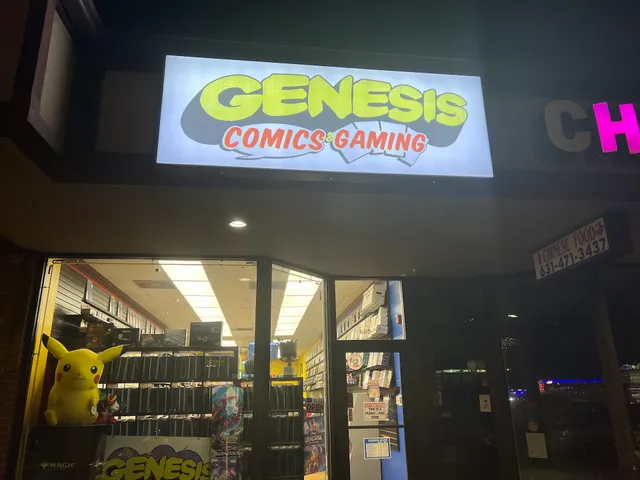 GENESIS
COMICS & GAMING
CH
CHINESE FOOD
631-471-3437
MAGIC
GENESIS